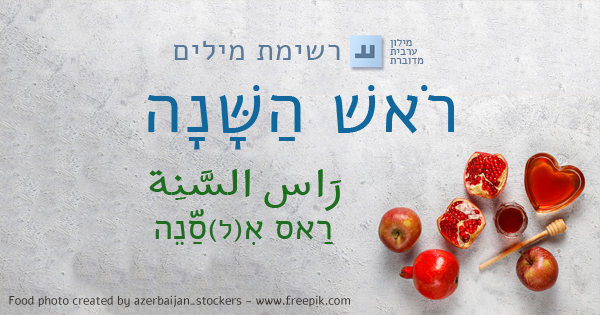 רשימת מילים
מילון
ערבית
מדוברת
רֹאשׁ הַשָּׁנָה
رَاس السَّنِة
רַאס אִ(ל)סַّנֵה
Food photo created by azerbaijan_stockers - www.freepik.com